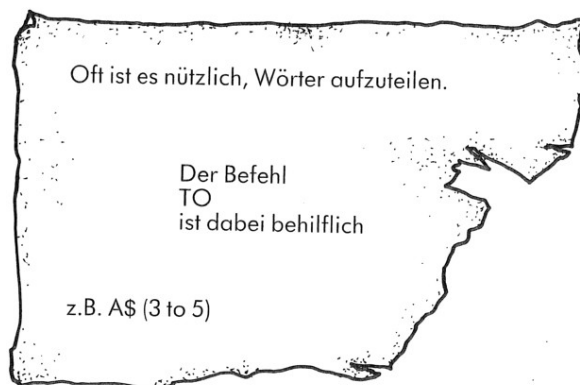 Oft ist es nützlich, Wörter aufzuteilen.
Der Befehl
TO
ist dabei behilflich
z.B. A$ (3 to 5)